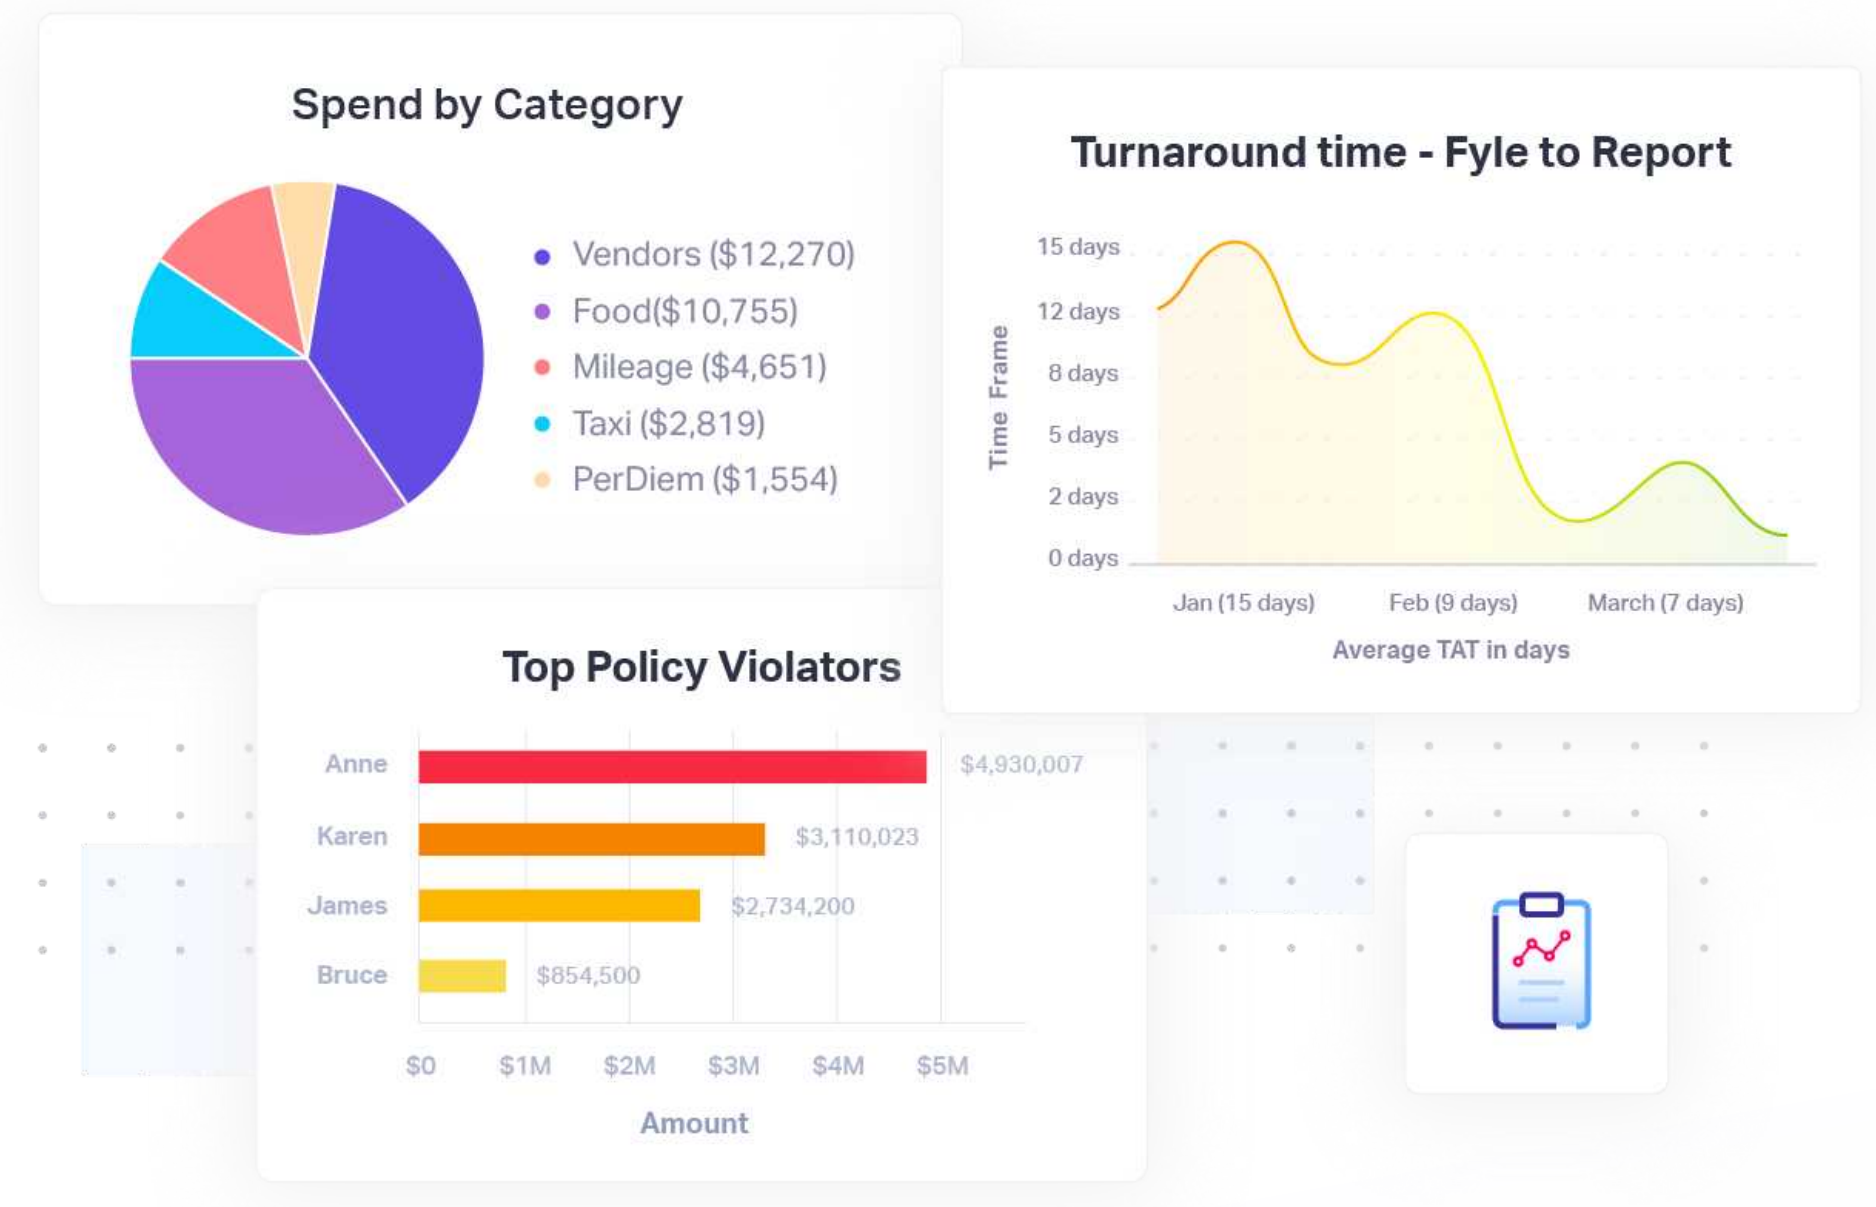 Spend by Category
Vendors ($12,270)
Food($10,755)
Mileage ($4,651)
Taxi ($2,819)
PerDiem ($1,554)
Turnaround time - Fyle to Report
Time Frame
15 days
12 days
8 days
5 days
2 days
0 days
Jan (15 days) Feb (9 days) March (7 days)
Average TAT in days
Top Policy Violators
Anne $4,930,007
Karen $3,110,023
James $2,734,200
Bruce $854,500
$0 $1M $2M $3M $4M $5M
Amount